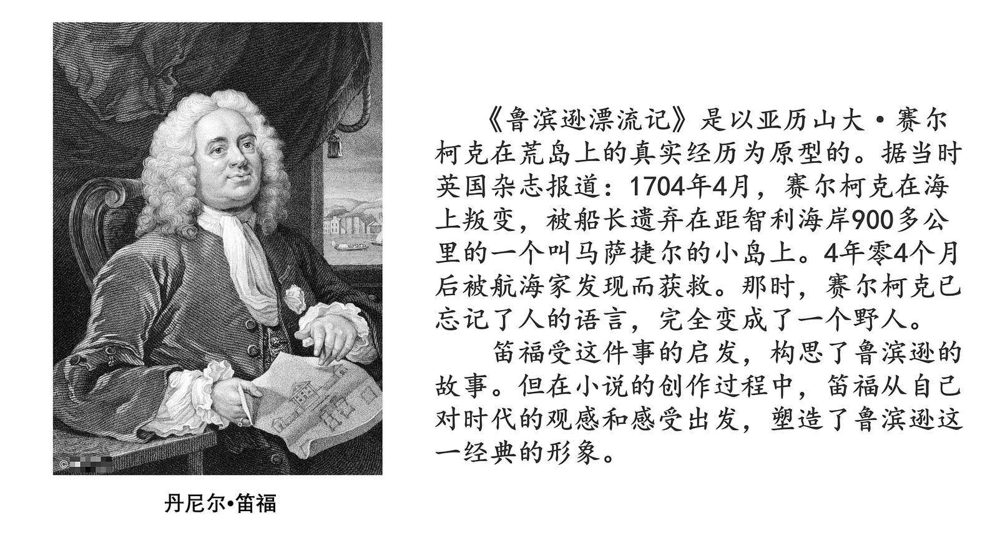 《鲁滨逊漂流记》是以亚历山大·赛尔
柯克在荒岛上的真实经历为原型的。据当时
英国杂志报道：1704年4月，赛尔柯克在海
上叛变，被船长遗弃在距智利海岸900多公
里的一个叫马萨捷尔的小岛上。4年零4个月
后被航海家发现而获救。那时，赛尔柯克已
忘记了人的语言，完全变成了一个野人。
笛福受这件事的启发，构思了鲁滨逊的
故事。但在小说的创作过程中，笛福从自己
对时代的观感和感受出发，塑造了鲁滨逊这
一经典的形象。
©
丹尼尔·笛福